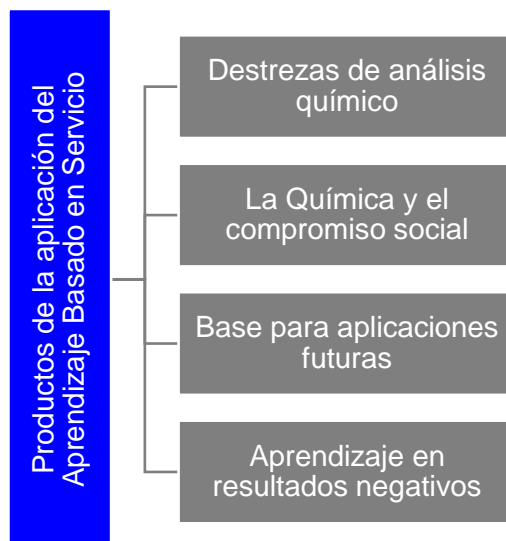 Productos de la aplicación del
Aprendizaje Basado en Servicio
Destrezas de análisis
químico
La Química y el
compromiso social
Base para aplicaciones
futuras
Aprendizaje en
resultados negativos